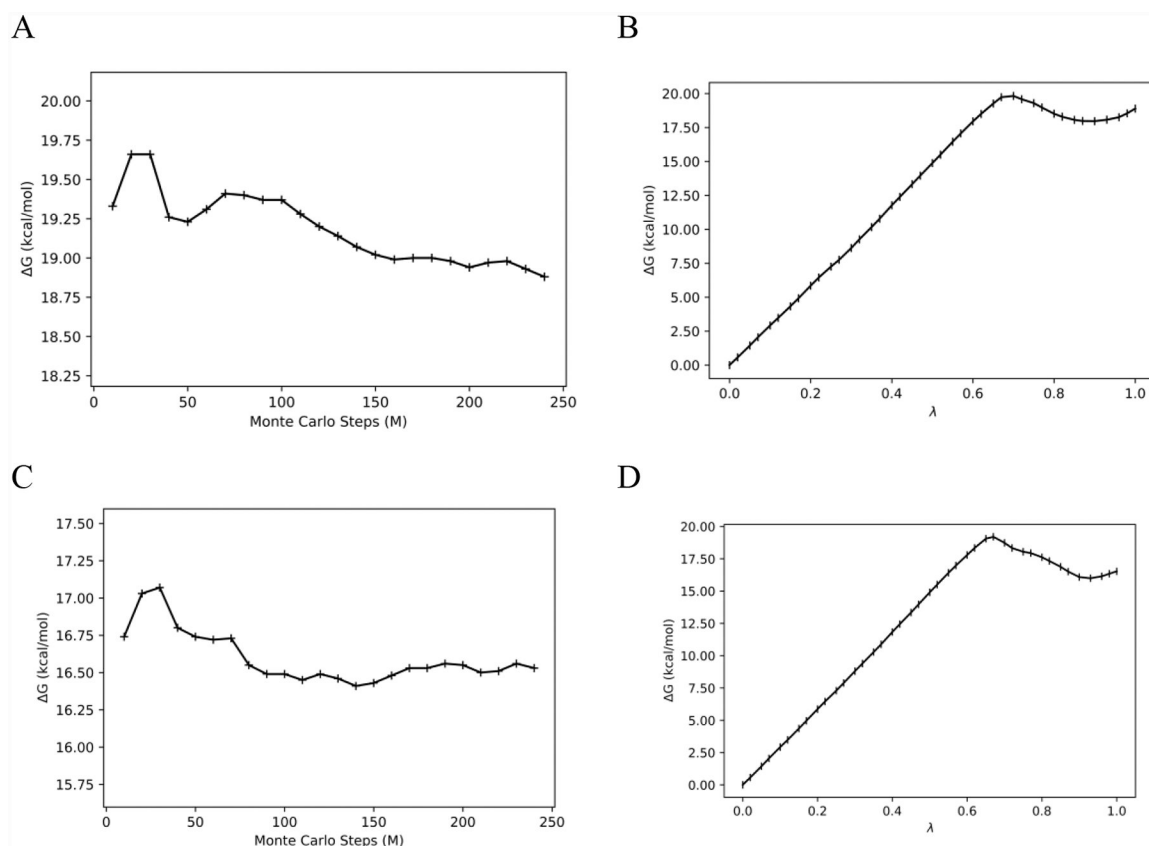 A
20.00
19.75
19.50
19.25
19.00
18.75
18.50
18.25
ΔG (kcal/mol)
0 50 100 150 200 250
Monte Carlo Steps (M)
B
20.00
17.50
15.00
12.50
10.00
7.50
5.00
2.50
0.00
ΔG (kcal/mol)
0.0 0.2 0.4 0.6 0.8 1.0
λ
C
17.50
17.25
17.00
16.75
16.50
16.25
16.00
15.75
ΔG (kcal/mol)
0 50 100 150 200 250
Monte Carlo Steps (M)
D
20.00
17.50
15.00
12.50
10.00
7.50
5.00
2.50
0.00
ΔG (kcal/mol)
0.0 0.2 0.4 0.6 0.8 1.0
λ